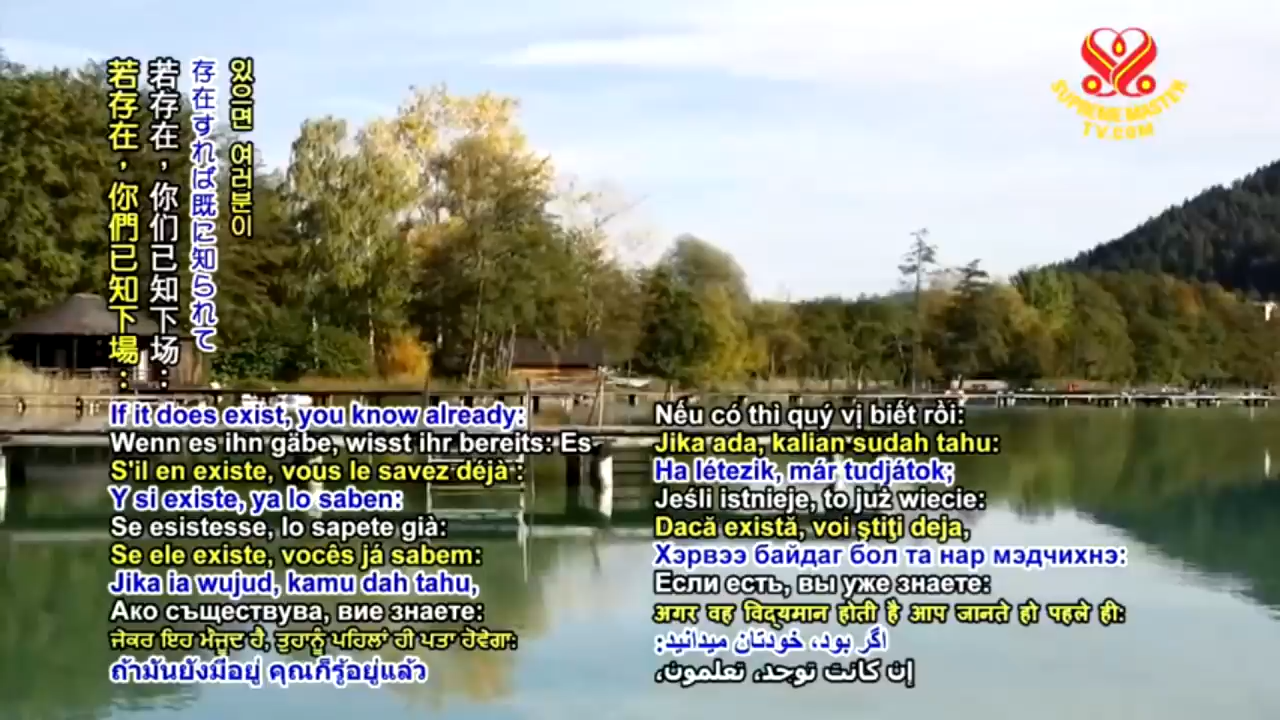 SUPREME MASTER
TV.COM
있으면 여러분이
存在すれば既に知られて
若存在，你们已知下场：
若存在，你們已知下場：
If it does exist, you know already:
Wenn es ihn gäbe, wisst ihr bereits: Es
S'il en existe, vous le savez déjà :
Y si existe, ya lo saben:
Se esistesse, lo sapete già:
Se ele existe, vocês já sabem:
Jika ia wujud, kamu dah tahu,
Ако съществува, вие знаете:
ਜੇਕਰ ਇਹ ਮੌਜੂਦ ਹੈ, ਤੁਹਾਨੂੰ ਪਹਿਲਾਂ ਹੀ ਪਤਾ ਹੋਵੇਗਾ:
ถ้ามันยังมีอยู่ คุณก็รู้อยู่แล้ว
Nếu có thì quý vị biết rồi:
Jika ada, kalian sudah tahu:
Ha létezik, már tudjátok;
Jeśli istnieje, to już wiecie:
Dacă există, voi ştiţi deja,
Хэрвээ байдаг бол та нар мэдчихнэ:
Если есть, вы уже знаете:
अगर वह विद्यमान होती है आप जानते हो पहले ही:
اگر بود، خودتان میدانید:
إن كانت توجد، تعلمون،